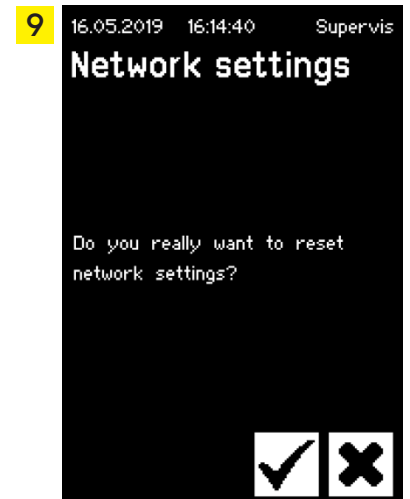 9
16.05.2019 16:14:40 Supervis
Network settings
Do you really want to reset
network settings?